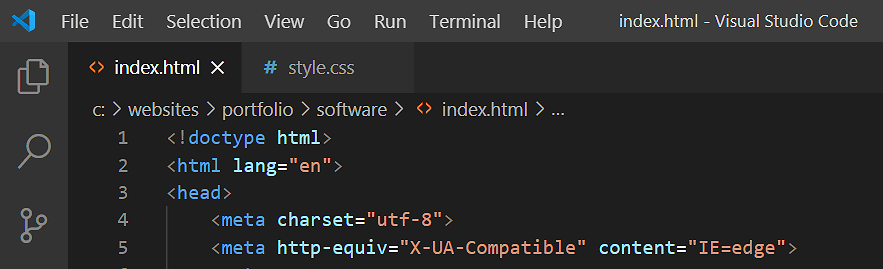 File Edit Selection View Go Run Terminal Help index.html - Visual Studio Code
index.html × # style.css
c: > websites > portfolio > software > <> index.html > ...
1 <!doctype html>
2 <html lang="en">
3 <head>
4 <meta charset="utf-8">
5 <meta http-equiv="X-UA-Compatible" content="IE=edge">